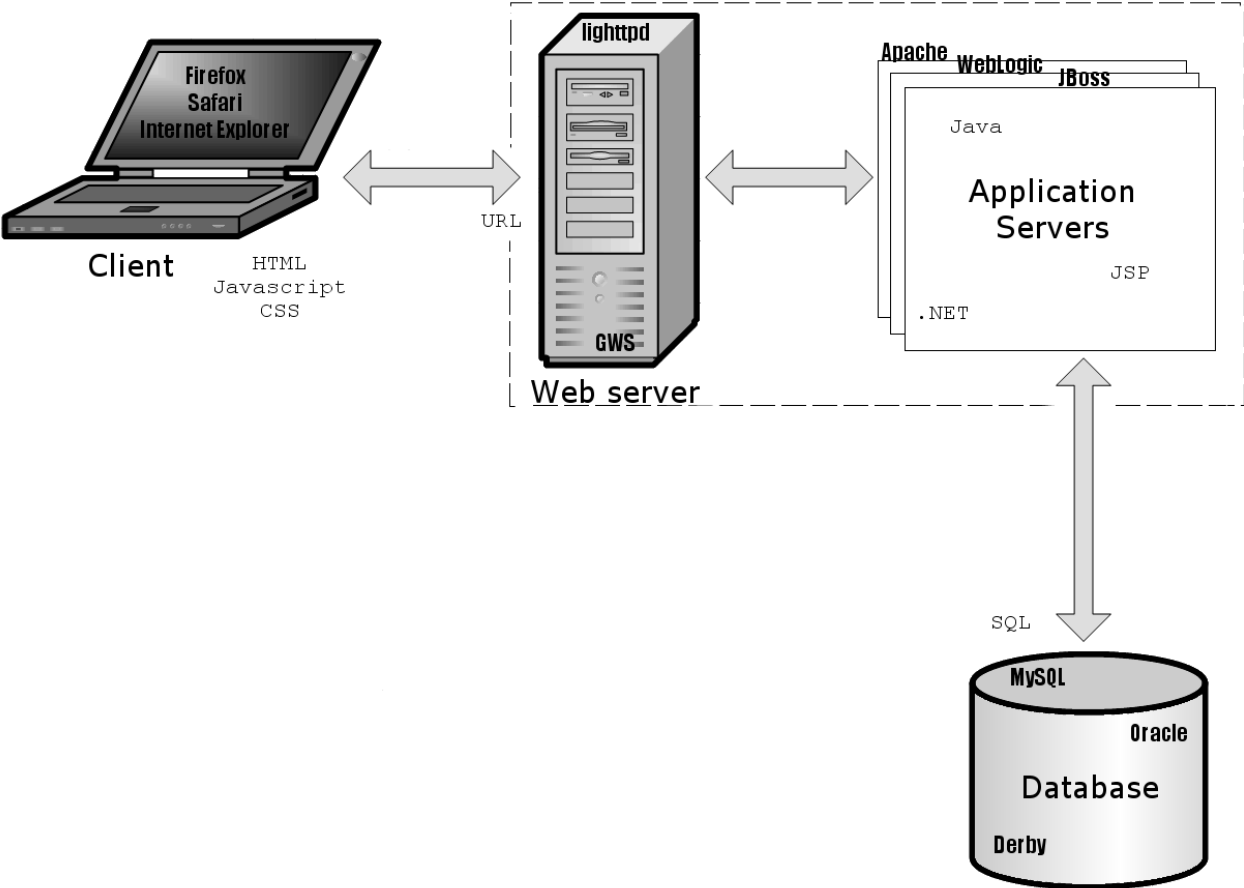 Firefox
Safari
Internet Explorer
Client
HTML
Javascript
CSS
URL
lighttpd
GWS
Web server
Apache
WebLogic
JBoss
Java
Application
Servers
JSP
.NET
SQL
MySQL
Oracle
Database
Derby